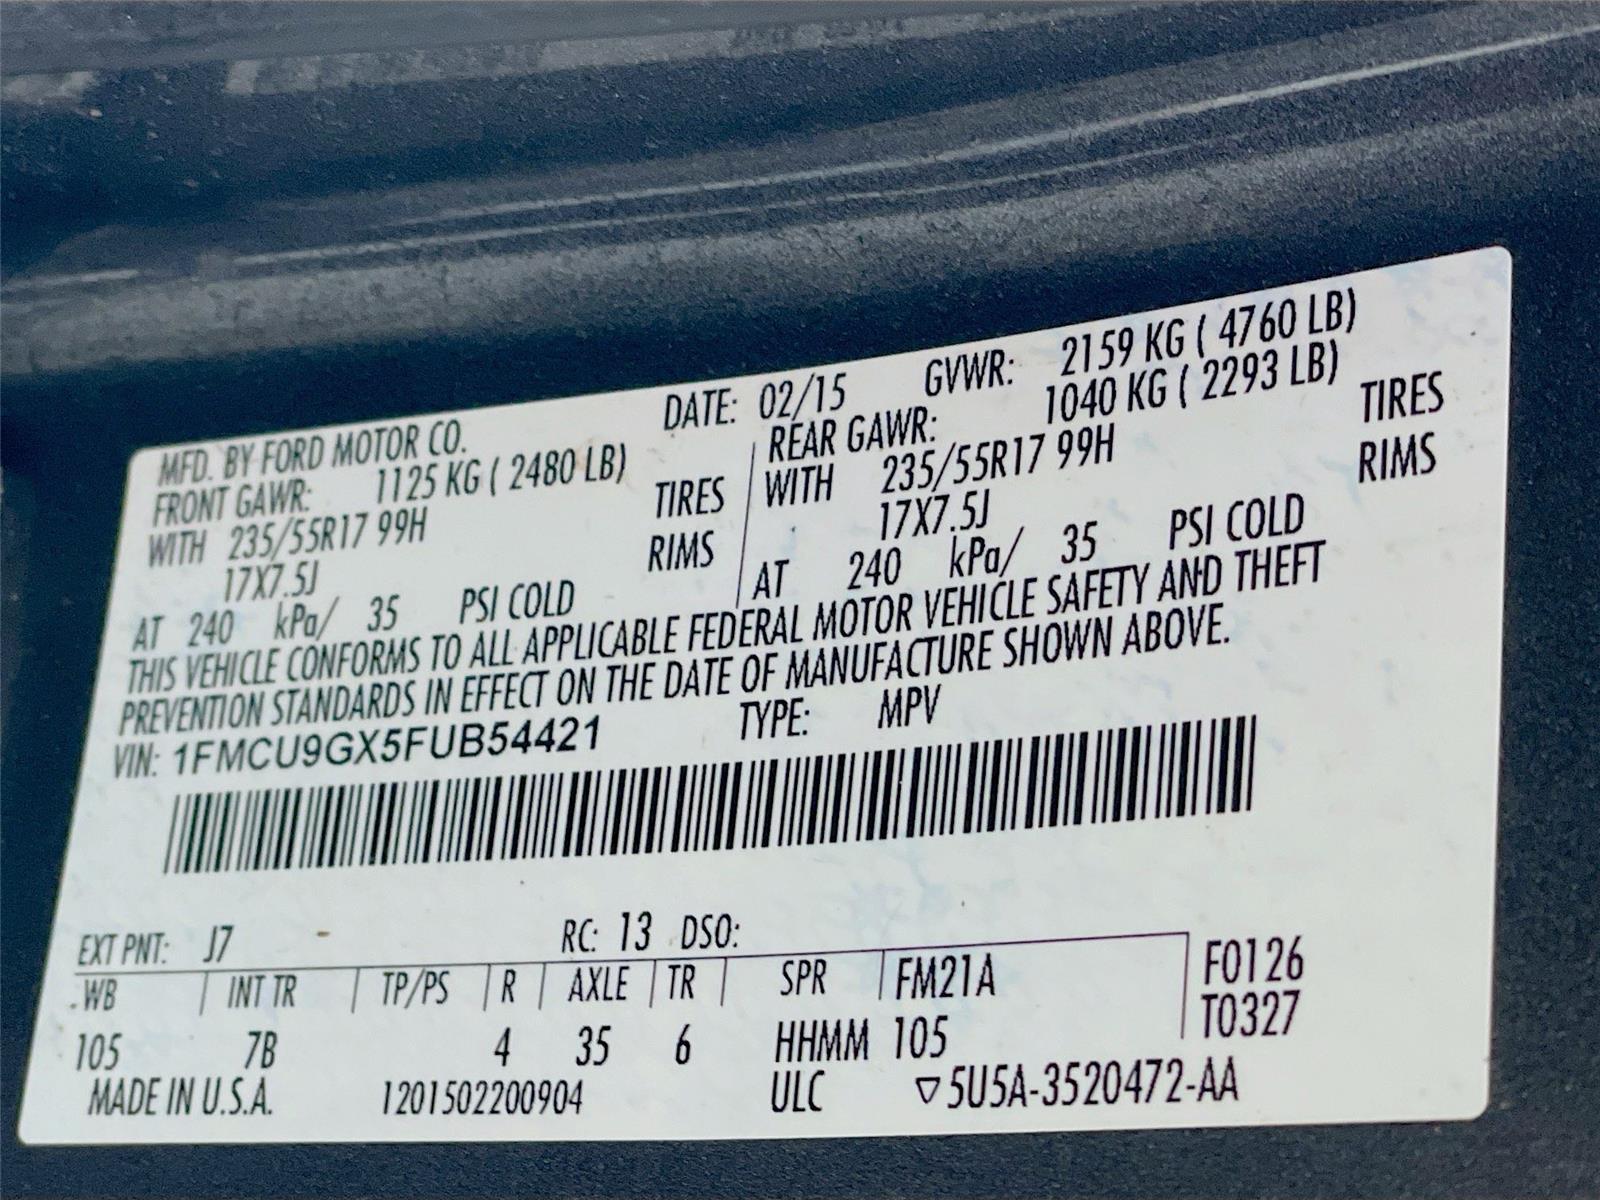 MFD. BY FORD MOTOR CO. DATE: 02/15 GVWR: 2159 KG ( 4760 LB)
FRONT GAWR: 1125 KG ( 2480 LB) REAR GAWR: 1040 KG ( 2293 LB)
WITH 235/55R17 99H TIRES WITH 235/55R17 99H TIRES
17X7.5J RIMS 17X7.5J RIMS
AT 240 kPa/ 35 PSI COLD AT 240 kPa/ 35 PSI COLD
THIS VEHICLE CONFORMS TO ALL APPLICABLE FEDERAL MOTOR VEHICLE SAFETY AND THEFT
PREVENTION STANDARDS IN EFFECT ON THE DATE OF MANUFACTURE SHOWN ABOVE.
VIN: 1FMCU9GX5FUB54421 TYPE: MPV
EXT PNT: J7 RC: 13 DSO:
WB INT TR TP/PS R AXLE TR SPR FM21A F0126
105 7B 4 35 6 HHMM 105 T0327
MADE IN U.S.A. 1201502200904 ULC ▽5U5A-3520472-AA